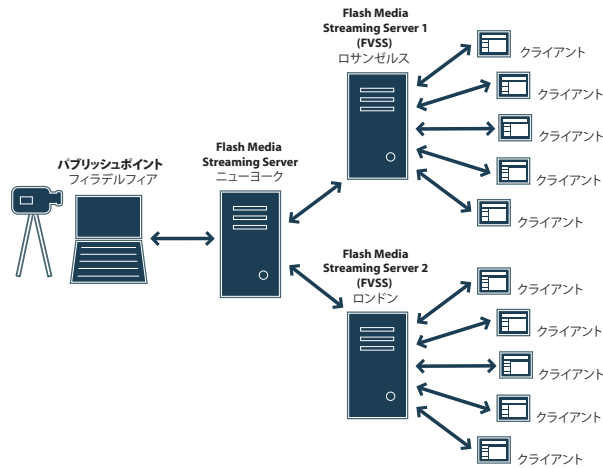 パブリッシュポイント
フィラデルフィア
Flash Media
Streaming Server
ニューヨーク
Flash Media
Streaming Server 1
(FVSS)
ロサンゼルス
クライアント
クライアント
クライアント
クライアント
クライアント
Flash Media
Streaming Server 2
(FVSS)
ロンドン
クライアント
クライアント
クライアント
クライアント
クライアント